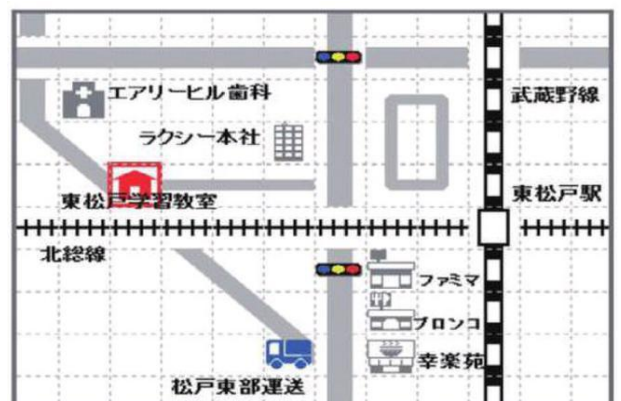 エアリーヒル歯科
武蔵野線
ラクシー本社
東松戸学習教室
東松戸駅
北総線
ファミマ
ブロンコ
幸楽苑
松戸東部運送